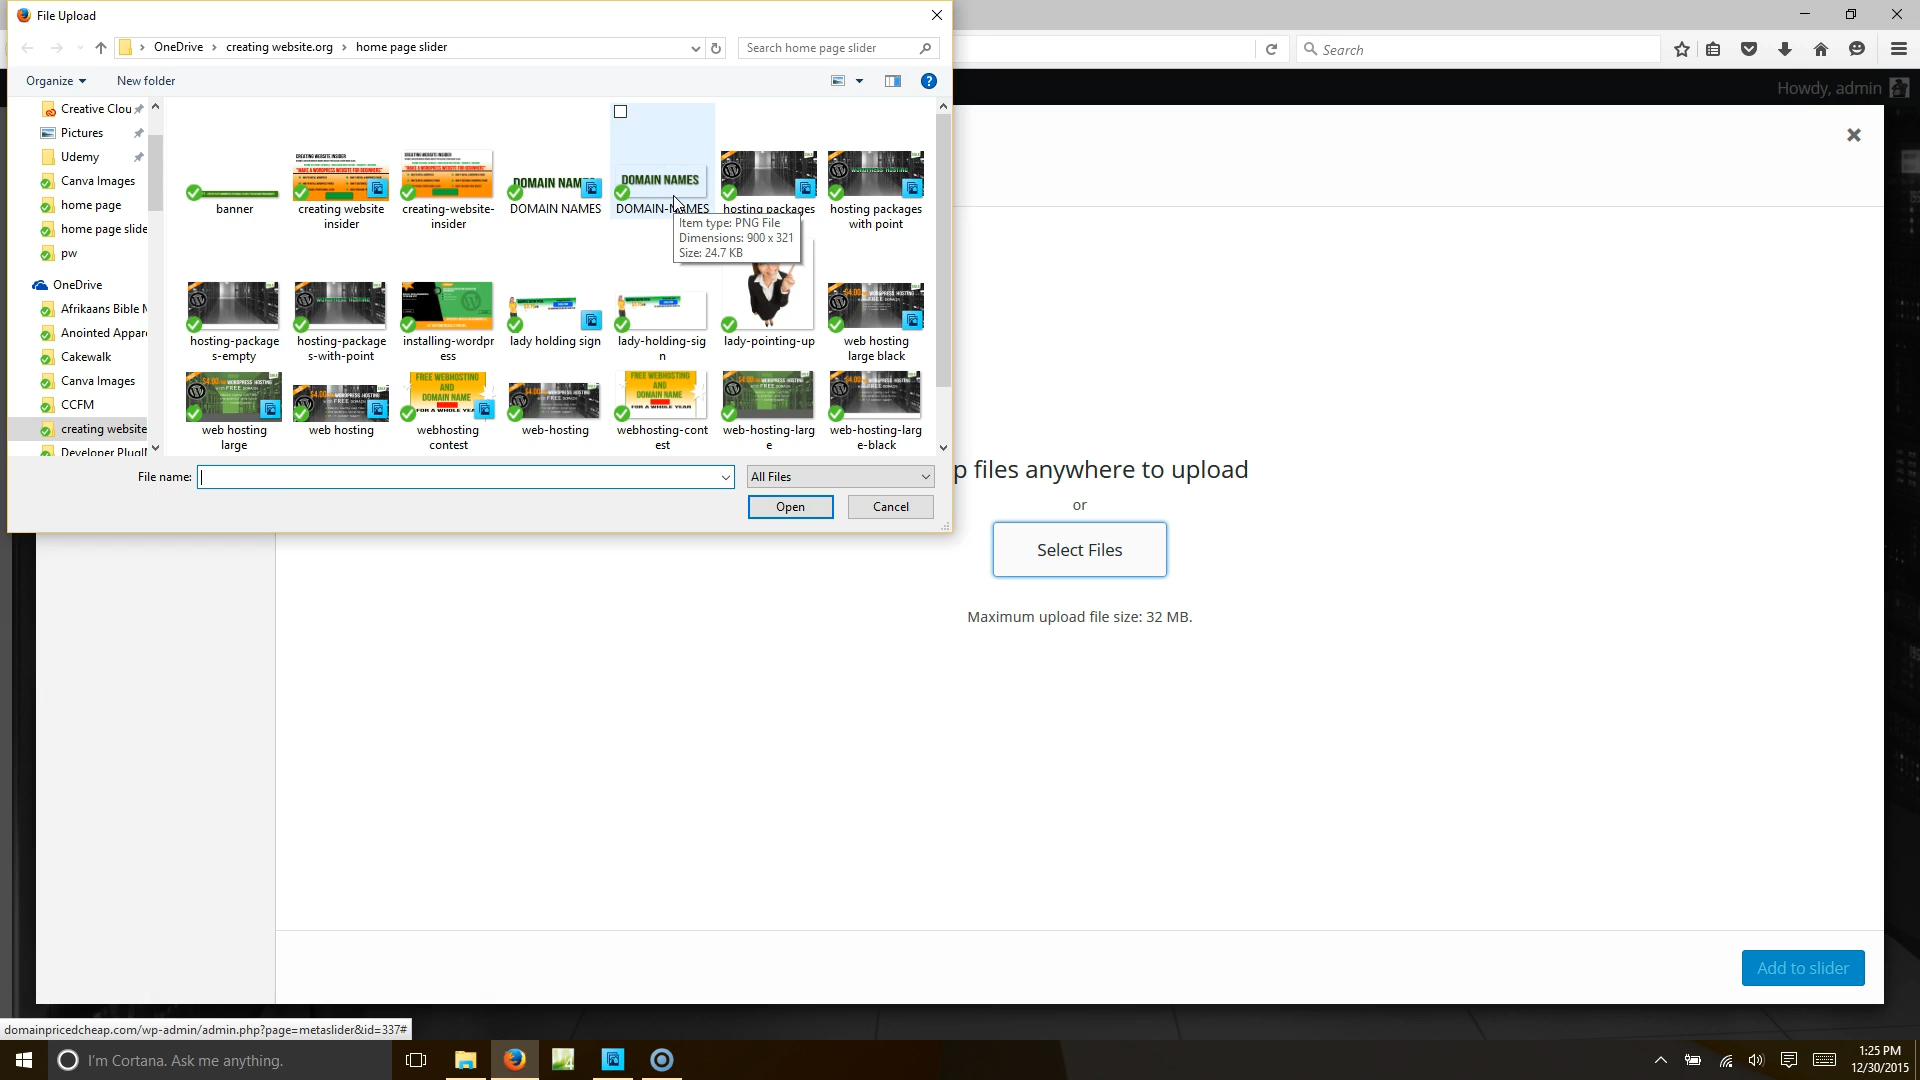 File Upload
OneDrive > creating website.org > home page slider
Search home page slider
Search
Organize
New folder
Howdy, admin
Creative Clou
Pictures
Udemy
Canva Images
home page
home page slide
pw
OneDrive
Afrikaans Bible
Anointed Appar
Cakewalk
Canva Images
CCFM
creating website
Developer PlugI
DOMAIN NAMES
banner
creating website
insider
creating-website-
insider
DOMAIN NAMES
DOMAIN-NAMES
hosting packages
hosting packages
with point
Item type: PNG File
Dimensions: 900 x 321
Size: 24.7 KB
hosting-package
s-empty
hosting-package
s-with-point
installing-wordpr
ess
lady holding sign
lady-holding-sig
n
lady-pointing-up
web hosting
large black
web hosting
large
web hosting
webhosting
contest
web-hosting
webhosting-cont
est
web-hosting-larg
e
web-hosting-larg
e-black
File name:
All Files
Open
Cancel
p files anywhere to upload
or
Select Files
Maximum upload file size: 32 MB.
Add to slider
domainpricedcheap.com/wp-admin/admin.php?page=metaslider&id=337#
I'm Cortana. Ask me anything.
1:25 PM
12/30/2015